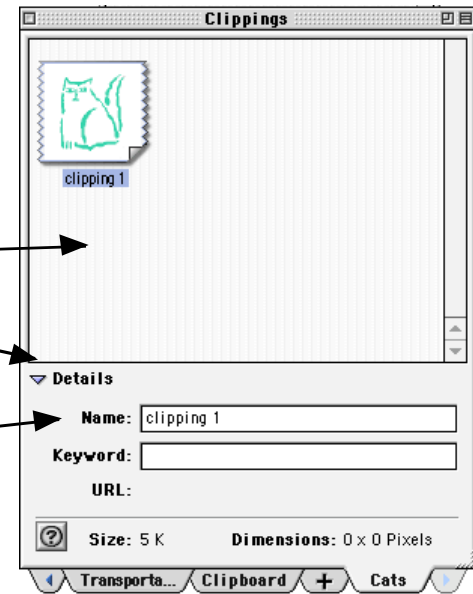 Clippings
clipping 1
Details
Name: clipping 1
Keyword:
URL:
? Size: 5 K Dimensions: 0 x 0 Pixels
Transporta... Clipboard + Cats